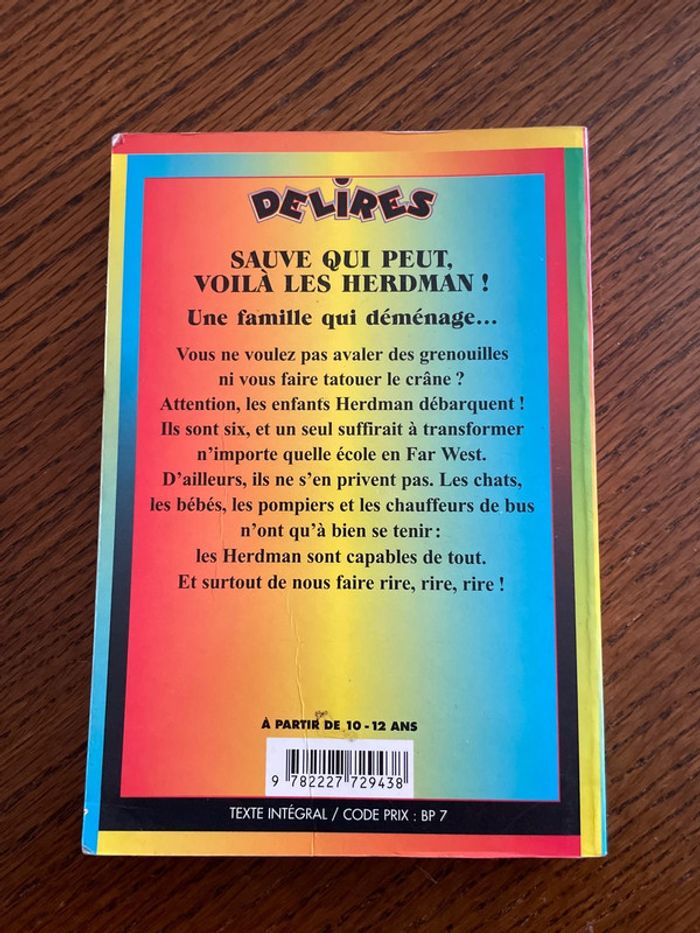 DELiRES
SAUVE QUI PEUT,
VOILÀ LES HERDMAN !
Une famille qui déménage...
Vous ne voulez pas avaler des grenouilles
ni vous faire tatouer le crâne ?
Attention, les enfants Herdman débarquent !
Ils sont six, et un seul suffirait à transformer
n’importe quelle école en Far West.
D’ailleurs, ils ne s’en privent pas. Les chats,
les bébés, les pompiers et les chauffeurs de bus
n’ont qu’à bien se tenir :
les Herdman sont capables de tout.
Et surtout de nous faire rire, rire, rire !
À PARTIR DE 10 - 12 ANS
9 782227 729438
TEXTE INTÉGRAL / CODE PRIX : BP 7